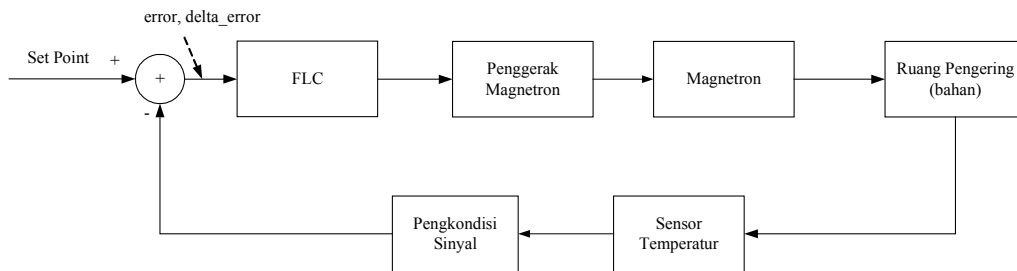 error, delta_error
Set Point
+
+
-
FLC
Penggerak
Magnetron
Magnetron
Ruang Pengering
(bahan)
Pengkondisi
Sinyal
Sensor
Temperatur